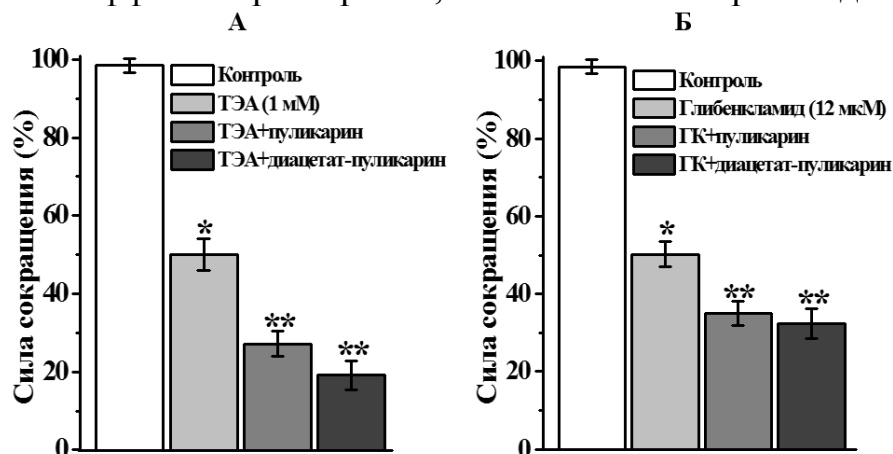 А
Б
Сила сокращения (%)
100
80
60
40
20
0
Контроль
ТЭА (1 мМ)
ТЭА+пуликарин
ТЭА+диацетат-пуликарин
*
**
**
Сила сокращения (%)
100
80
60
40
20
0
Контроль
Глибенкламид (12 мкМ)
ГК+пуликарин
ГК+диацетат-пуликарин
*
**
**